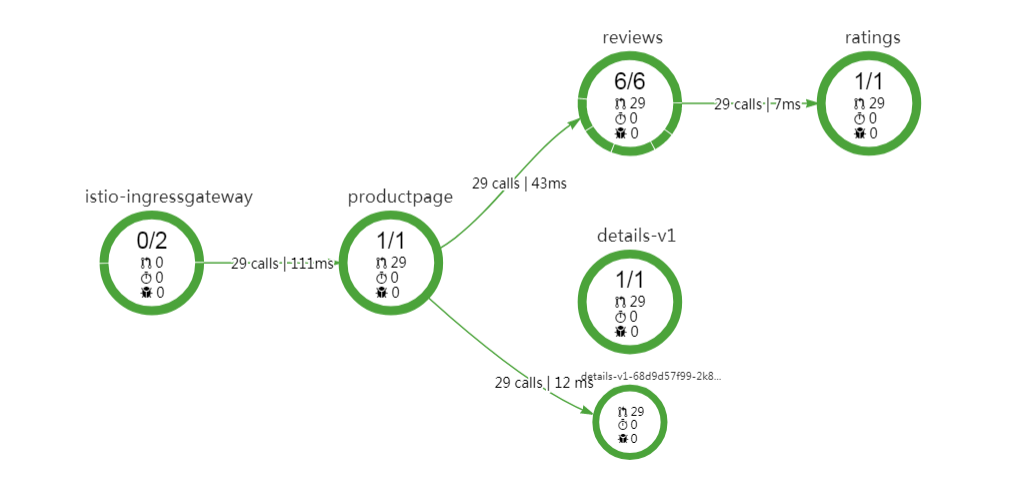 reviews
6/6
29
0
0
29 calls | 7ms
ratings
1/1
29
0
0
29 calls | 43ms
istio-ingressgateway
0/2
0
0
0
29 calls | 111ms
productpage
1/1
29
0
0
details-v1
1/1
29
0
0
29 calls | 12 ms
details-v1-68d9d57f99-2k8...
29
0
0